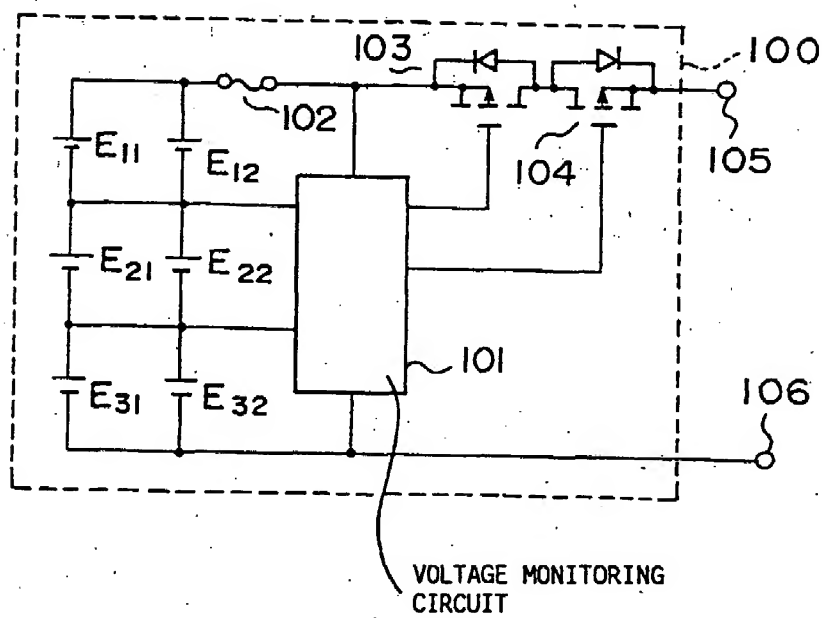 103
100
102
105
E11
E12
104
E21
E22
101
E31
E32
106
VOLTAGE MONITORING
CIRCUIT